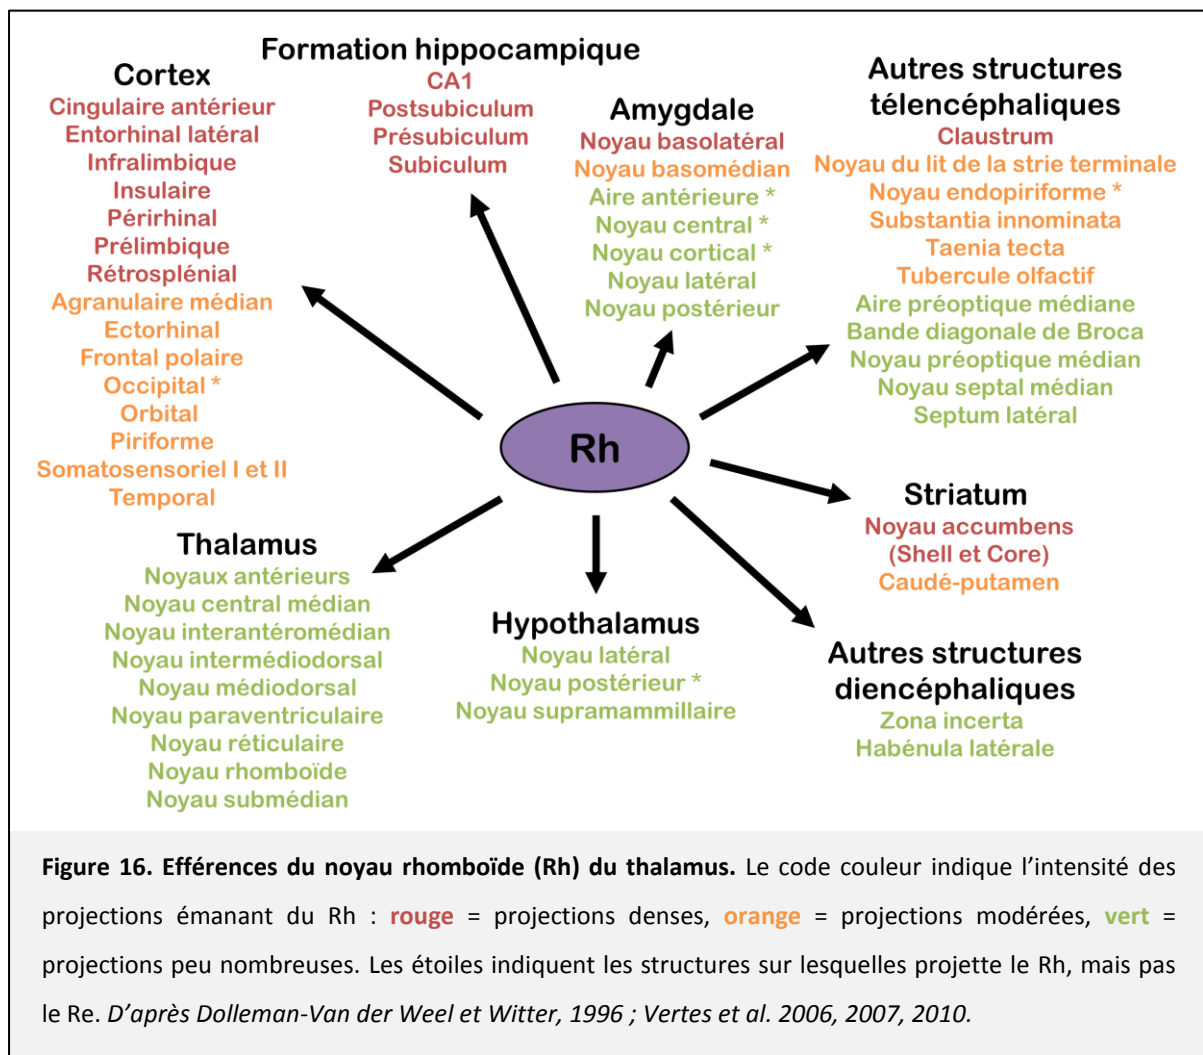 Formation hippocampique
CA1
Postsubiculum
Présubiculum
Subiculum
Cortex
Cingulaire antérieur
Entorhinal latéral
Infralimbique
Insulaire
Périrhinal
Prélimbique
Rétrosplénial
Agranulaire médian
Ectorhinal
Frontal polaire
Occipital *
Orbital
Piriforme
Somatosensoriel I et II
Temporal
Amygdale
Noyau basolatéral
Noyau basomédian
Aire antérieure *
Noyau central *
Noyau cortical *
Noyau latéral
Noyau postérieur
Autres structures
télencéphaliques
Claustrum
Noyau du lit de la strie terminale
Noyau endopiriforme *
Substantia innominata
Taenia tecta
Tubercule olfactif
Aire préoptique médiane
Bande diagonale de Broca
Noyau préoptique médian
Noyau septal médian
Septum latéral
Rh
Striatum
Noyau accumbens
(Shell et Core)
Caudé-putamen
Thalamus
Noyaux antérieurs
Noyau central médian
Noyau interantéromédian
Noyau intermédiodorsal
Noyau médiodorsal
Noyau paraventriculaire
Noyau réticulaire
Noyau rhomboïde
Noyau submédian
Hypothalamus
Noyau latéral
Noyau postérieur *
Noyau supramammillaire
Autres structures
diencéphaliques
Zona incerta
Habénula latérale
Figure 16. Efférences du noyau rhomboïde (Rh) du thalamus. Le code couleur indique l'intensité des
projections émanant du Rh : rouge = projections denses, orange = projections modérées, vert =
projections peu nombreuses. Les étoiles indiquent les structures sur lesquelles projette le Rh, mais pas
le Re. D'après Dolleman-Van der Weel et Witter, 1996 ; Vertes et al. 2006, 2007, 2010.